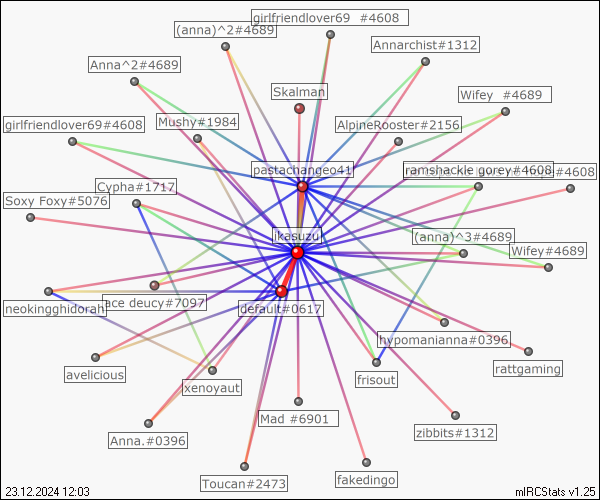 girlfriendlover69 #4608
(anna)^2#4689
Annarchist#1312
Anna^2#4689
Skalman
Wifey #4689
girlfriendlover69#4608
Mushy#1984
AlpineRooster#2156
pastachangeo41
ramshackle
#4608
Cypha#1717
Soxy Foxy#5076
ikasuzu
(anna)^3#4689
Wifey#4689
neokingghidorah
ace deucy#7097
default#0617
hypomanianna#0396
avelicious
xenoyaut
frisout
rattgaming
Mad #6901
Anna.#0396
zibbits#1312
Toucan#2473
fakedingo
23.12.2024 12:03
mIRCStats v1.25